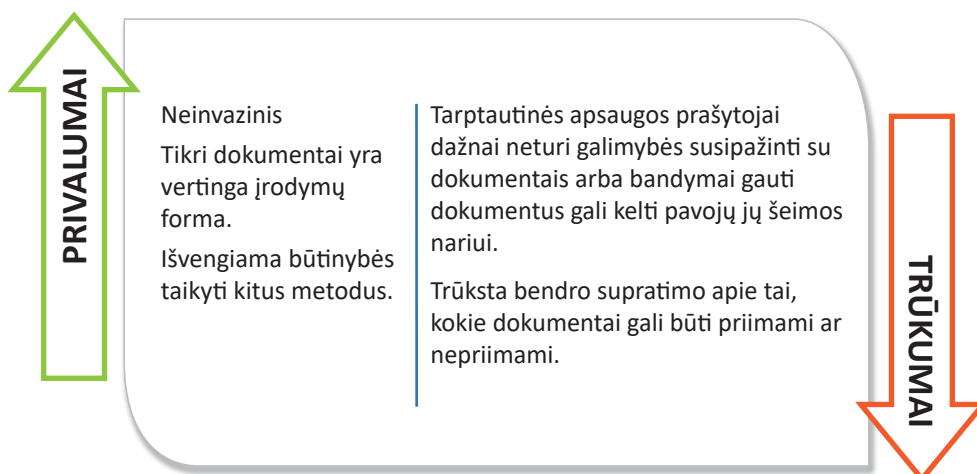 PRIVALUMAI
Neinvazinis
Tikri dokumentai yra
vertinga įrodymų
forma.
Išvengiama būtinybės
taikyti kitus metodus.
Tarptautinės apsaugos prašytojai
dažnai neturi galimybės susipažinti su
dokumentais arba bandymai gauti
dokumentus gali kelti pavojų jų šeimos
nariui.
Trūksta bendro supratimo apie tai,
kokie dokumentai gali būti priimami ar
nepriimami.
TRŪKUMAI